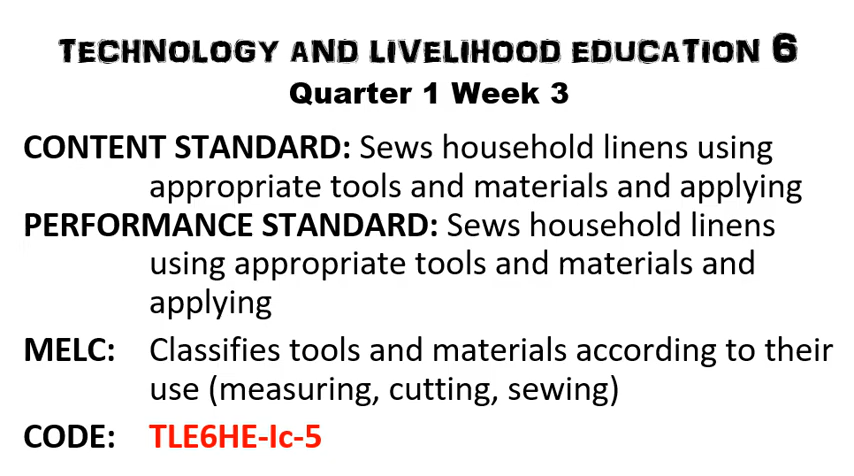 TECHNOLOGY AND LIVELIHOOD EDUCATION 6
Quarter 1 Week 3
CONTENT STANDARD: Sews household linens using
appropriate tools and materials and applying
PERFORMANCE STANDARD: Sews household linens
using appropriate tools and materials and
applying
MELC: Classifies tools and materials according to their
use (measuring, cutting, sewing)
CODE: TLE6HE-Ic-5